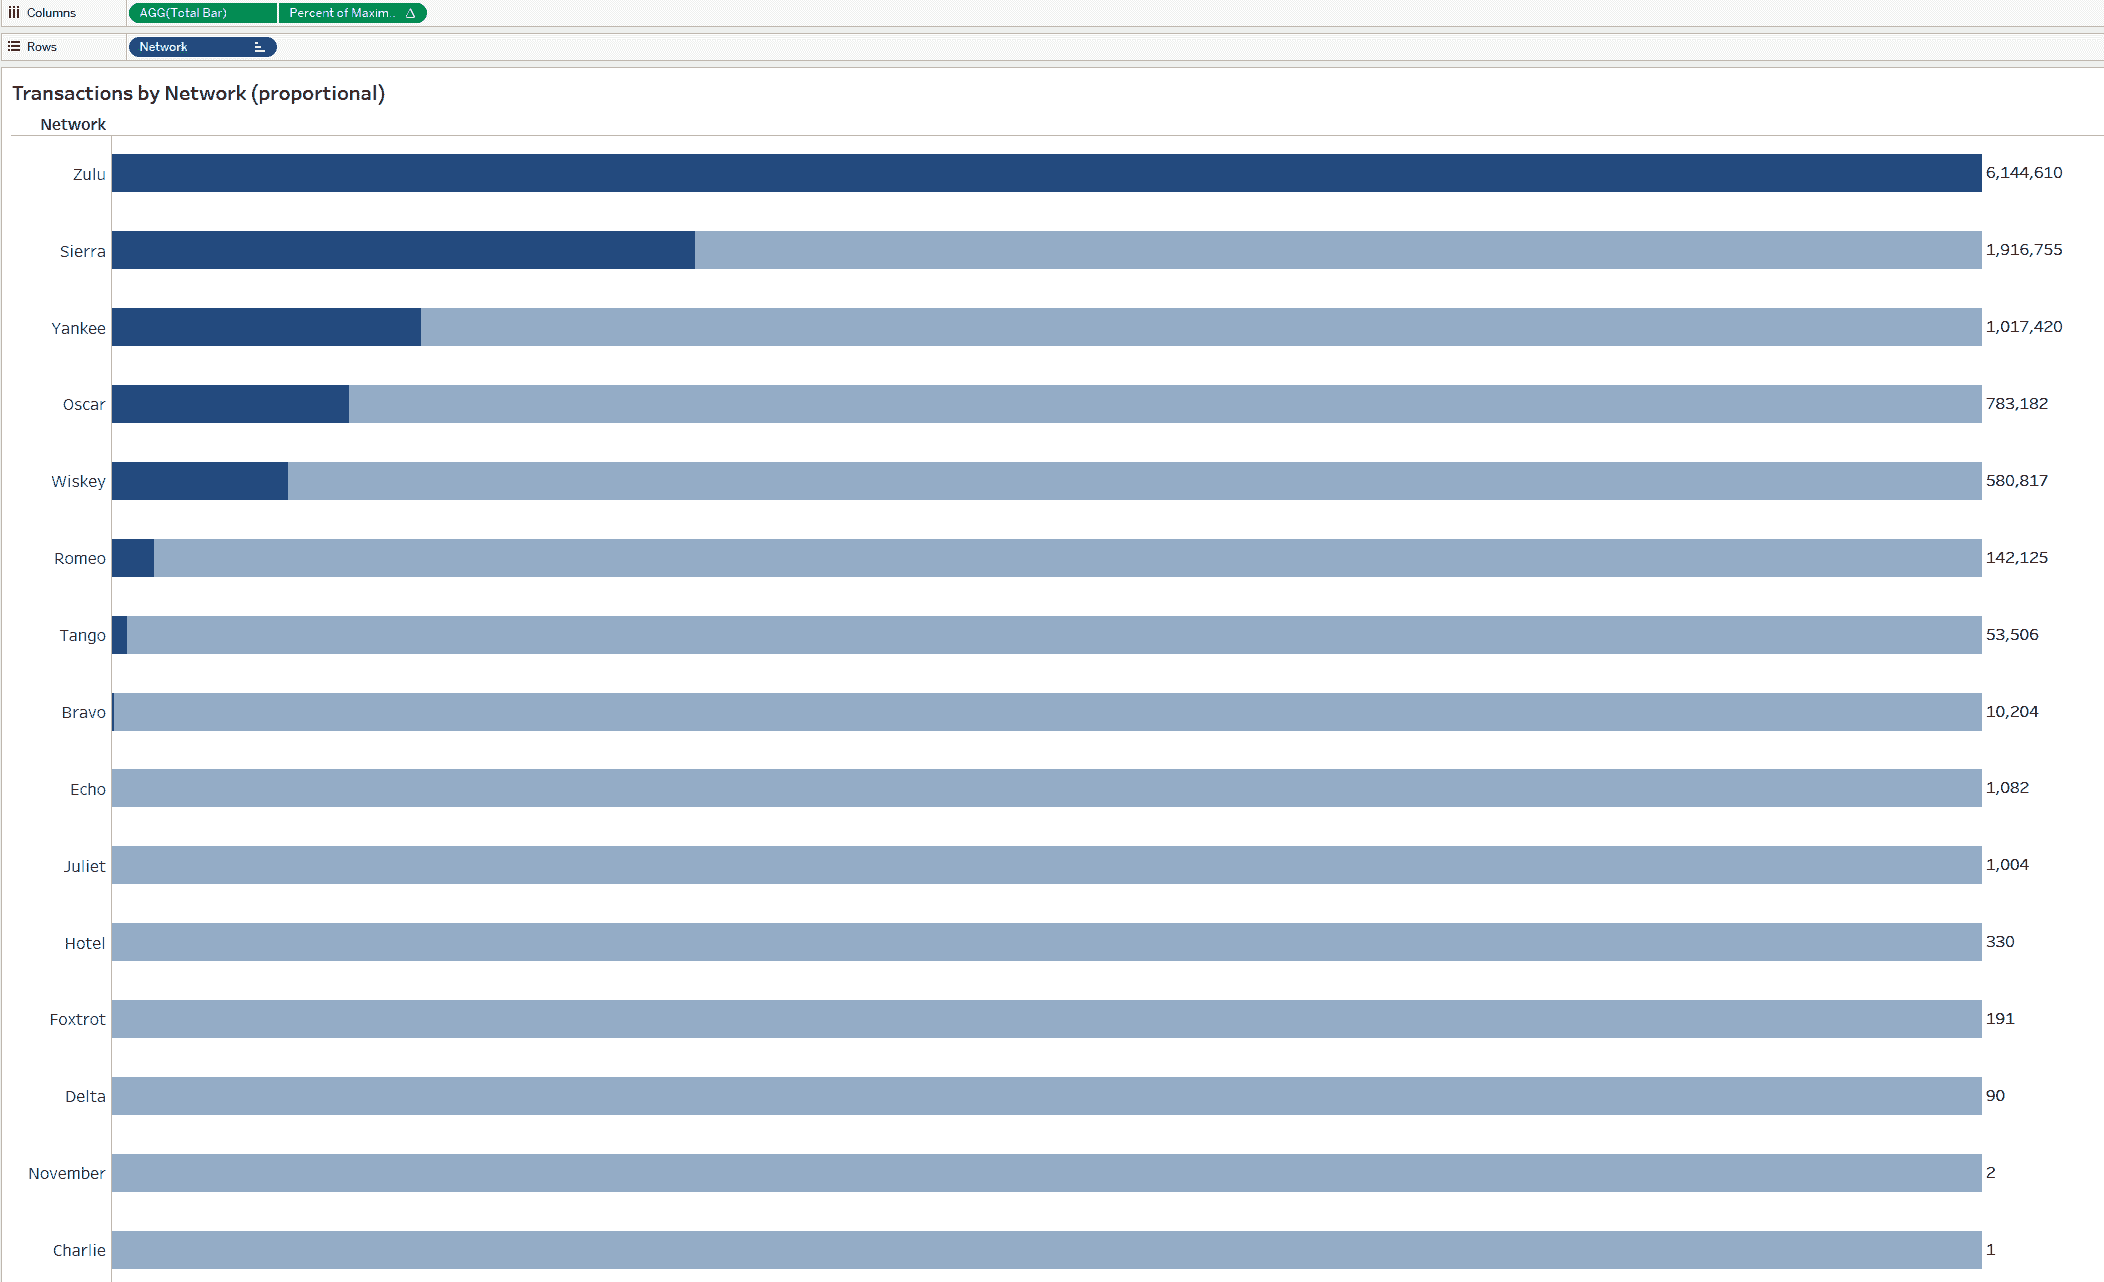 Columns AGG(Total Bar) Percent of Maxim..
Rows Network
Transactions by Network (proportional)
Network
Zulu 6,144,610
Sierra 1,916,755
Yankee 1,017,420
Oscar 783,182
Wiskey 580,817
Romeo 142,125
Tango 53,506
Bravo 10,204
Echo 1,082
Juliet 1,004
Hotel 330
Foxtrot 191
Delta 90
November 2
Charlie 1